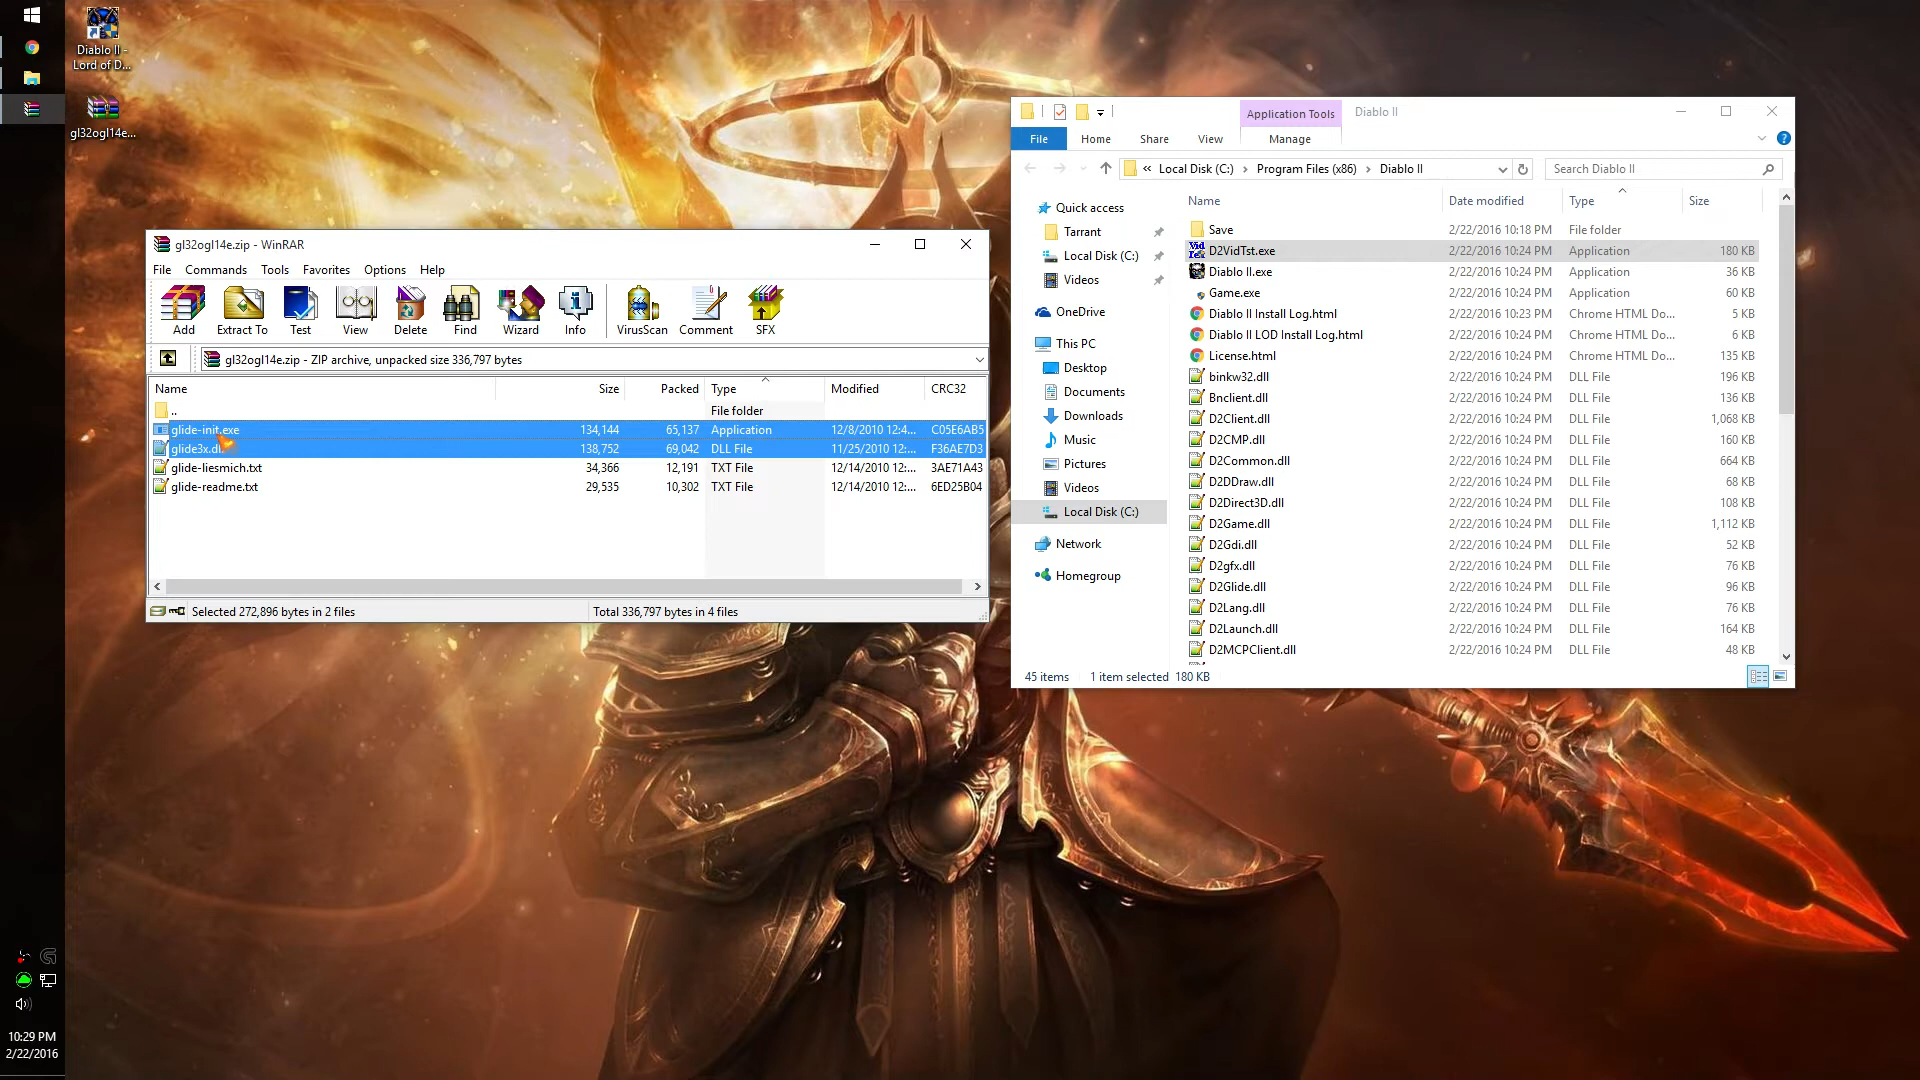 Diablo II -
Lord of D...
gl32ogl14e...
gl32ogl14e.zip - WinRAR
File Commands Tools Favorites Options Help
Add Extract To Test View Delete Find Wizard Info VirusScan Comment SFX
gl32ogl14e.zip - ZIP archive, unpacked size 336,797 bytes
Name Size Packed Type Modified CRC32
.. File folder
glide-init.exe 134,144 65,137 Application 12/8/2010 12:4... C05E6AB5
glide3x.dll 138,752 69,042 DLL File 11/25/2010 12:... F36AE7D3
glide-liesmich.txt 34,366 12,191 TXT File 12/14/2010 12:... 3AE71A43
glide-readme.txt 29,535 10,302 TXT File 12/14/2010 12:... 6ED25B04
Selected 272,896 bytes in 2 files Total 336,797 bytes in 4 files
Application Tools Diablo II
File Home Share View Manage
« Local Disk (C:) Program Files (x86) Diablo II Search Diablo II
Name Date modified Type Size
Quick access
Tarrant
Local Disk (C:)
Videos
OneDrive
This PC
Desktop
Documents
Downloads
Music
Pictures
Videos
Local Disk (C:)
Network
Homegroup
Save 2/22/2016 10:18 PM File folder
D2VidTst.exe 2/22/2016 10:24 PM Application 180 KB
Diablo II.exe 2/22/2016 10:24 PM Application 36 KB
Game.exe 2/22/2016 10:24 PM Application 60 KB
Diablo II Install Log.html 2/22/2016 10:23 PM Chrome HTML Do... 5 KB
Diablo II LOD Install Log.html 2/22/2016 10:24 PM Chrome HTML Do... 6 KB
License.html 2/22/2016 10:24 PM Chrome HTML Do... 135 KB
binkw32.dll 2/22/2016 10:24 PM DLL File 196 KB
Bnclient.dll 2/22/2016 10:24 PM DLL File 136 KB
D2Client.dll 2/22/2016 10:24 PM DLL File 1,068 KB
D2CMP.dll 2/22/2016 10:24 PM DLL File 160 KB
D2Common.dll 2/22/2016 10:24 PM DLL File 664 KB
D2DDraw.dll 2/22/2016 10:24 PM DLL File 68 KB
D2Direct3D.dll 2/22/2016 10:24 PM DLL File 108 KB
D2Game.dll 2/22/2016 10:24 PM DLL File 1,112 KB
D2Gdi.dll 2/22/2016 10:24 PM DLL File 52 KB
D2gfx.dll 2/22/2016 10:24 PM DLL File 76 KB
D2Glide.dll 2/22/2016 10:24 PM DLL File 96 KB
D2Lang.dll 2/22/2016 10:24 PM DLL File 76 KB
D2Launch.dll 2/22/2016 10:24 PM DLL File 164 KB
D2MCPClient.dll 2/22/2016 10:24 PM DLL File 48 KB
45 items 1 item selected 180 KB
10:29 PM
2/22/2016